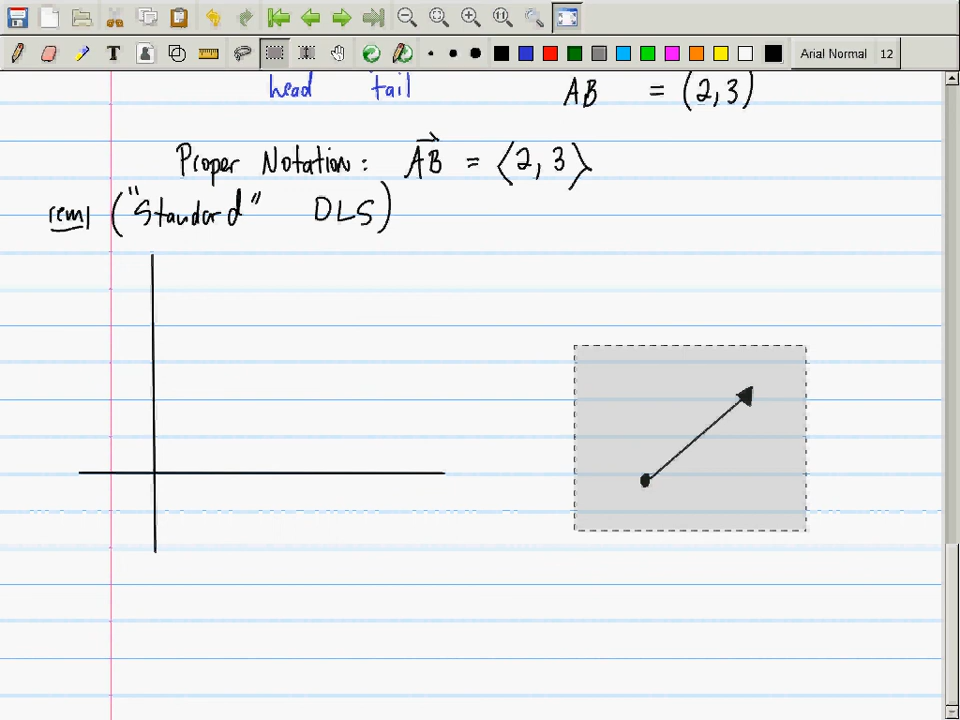 Arial Normal 12
head tail AB = (2,3)
Proper Notation: AB = ⟨2, 3⟩
rem| ("Standard" DLS)